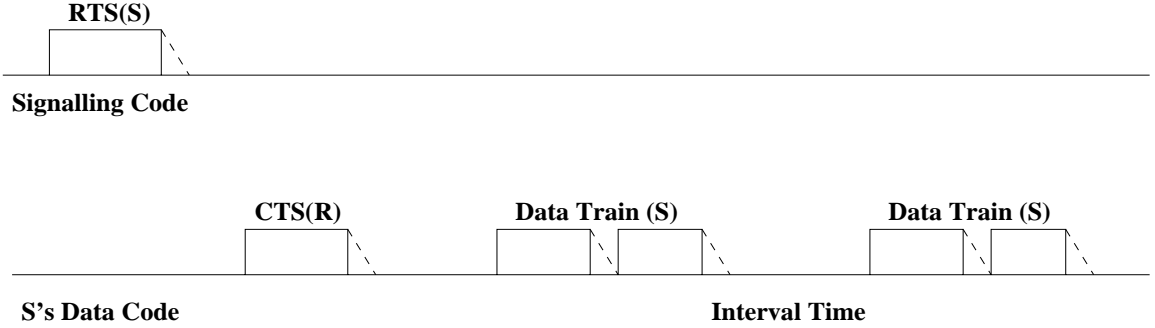 RTS(S)
Signalling Code
CTS(R)
Data Train (S)
Data Train (S)
S's Data Code
Interval Time